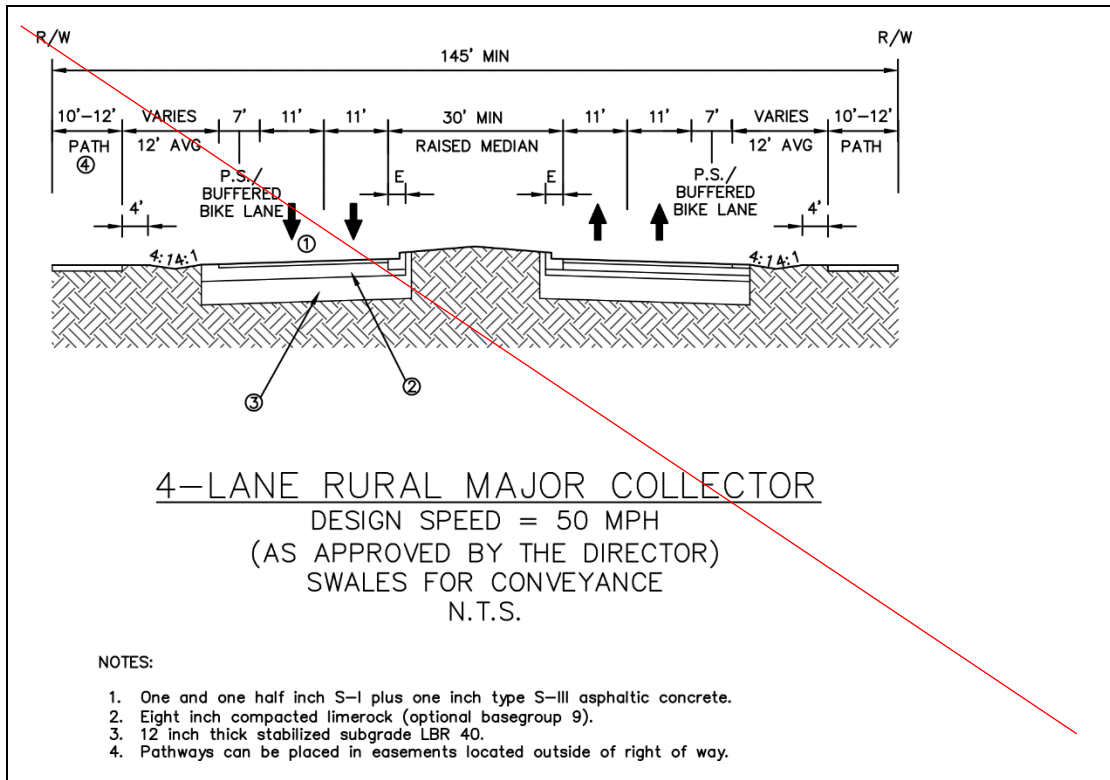 R/W R/W
145' MIN
10'-12' VARIES 7' 11' 11' 30' MIN 11' 11' 7' VARIES 10'-12'
PATH 12' AVG RAISED MEDIAN 12' AVG PATH
④ P.S./ E E P.S./
BUFFERED BUFFERED
BIKE LANE BIKE LANE
4' 4'
①
4:1 4:1 4:1 4:1
②
③
4-LANE RURAL MAJOR COLLECTOR
DESIGN SPEED = 50 MPH
(AS APPROVED BY THE DIRECTOR)
SWALES FOR CONVEYANCE
N.T.S.
NOTES:
1. One and one half inch S-I plus one inch type S-III asphaltic concrete.
2. Eight inch compacted limerock (optional basegroup 9).
3. 12 inch thick stabilized subgrade LBR 40.
4. Pathways can be placed in easements located outside of right of way.